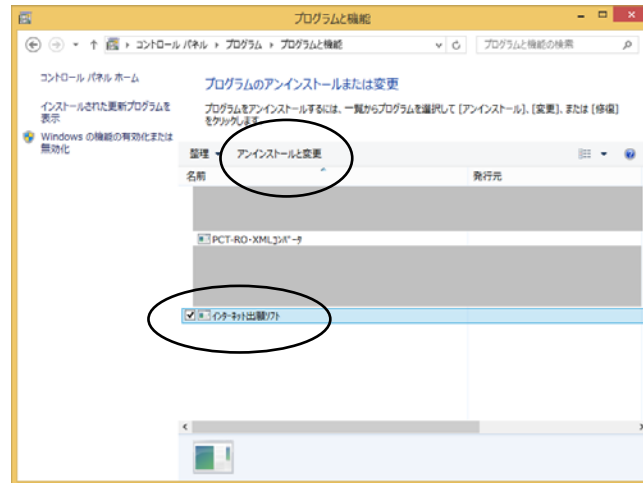 プログラムと機能
コントロール パネル ▸ プログラム ▸ プログラムと機能
プログラムと機能の検索
コントロール パネル ホーム
インストールされた更新プログラムを
表示
Windows の機能の有効化または
無効化
プログラムのアンインストールまたは変更
プログラムをアンインストールするには、一覧からプログラムを選択して [アンインストール]、[変更]、または [修復]
をクリックします。
整理 アンインストールと変更
名前 発行元
PCT-RO・XMLコンバータ
インターネット出願ソフト